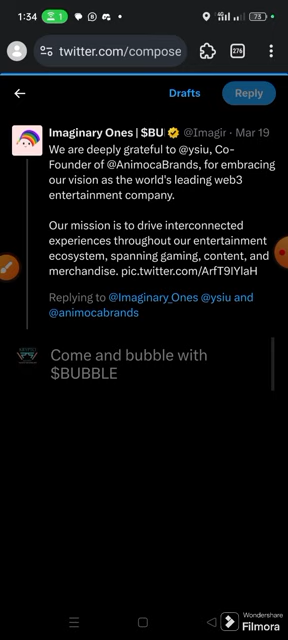 1:34
1
4G
73
twitter.com/compose
276
Drafts
Reply
Imaginary Ones | $BU
@Imagir · Mar 19
We are deeply grateful to @ysiu, Co-
Founder of @AnimocaBrands, for embracing
our vision as the world's leading web3
entertainment company.
Our mission is to drive interconnected
experiences throughout our entertainment
ecosystem, spanning gaming, content, and
merchandise. pic.twitter.com/ArfT9IYlaH
Replying to @Imaginary_Ones @ysiu and
@animocabrands
Come and bubble with
$BUBBLE
Wondershare
Filmora